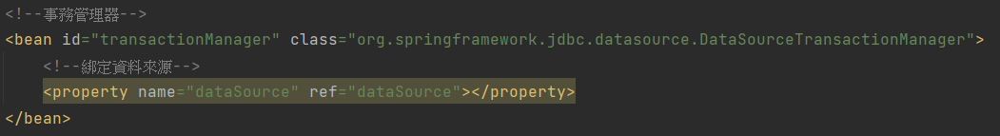 <!--事務管理器-->
<bean id="transactionManager" class="org.springframework.jdbc.datasource.DataSourceTransactionManager">
<!--綁定資料來源-->
<property name="dataSource" ref="dataSource"></property>
</bean>